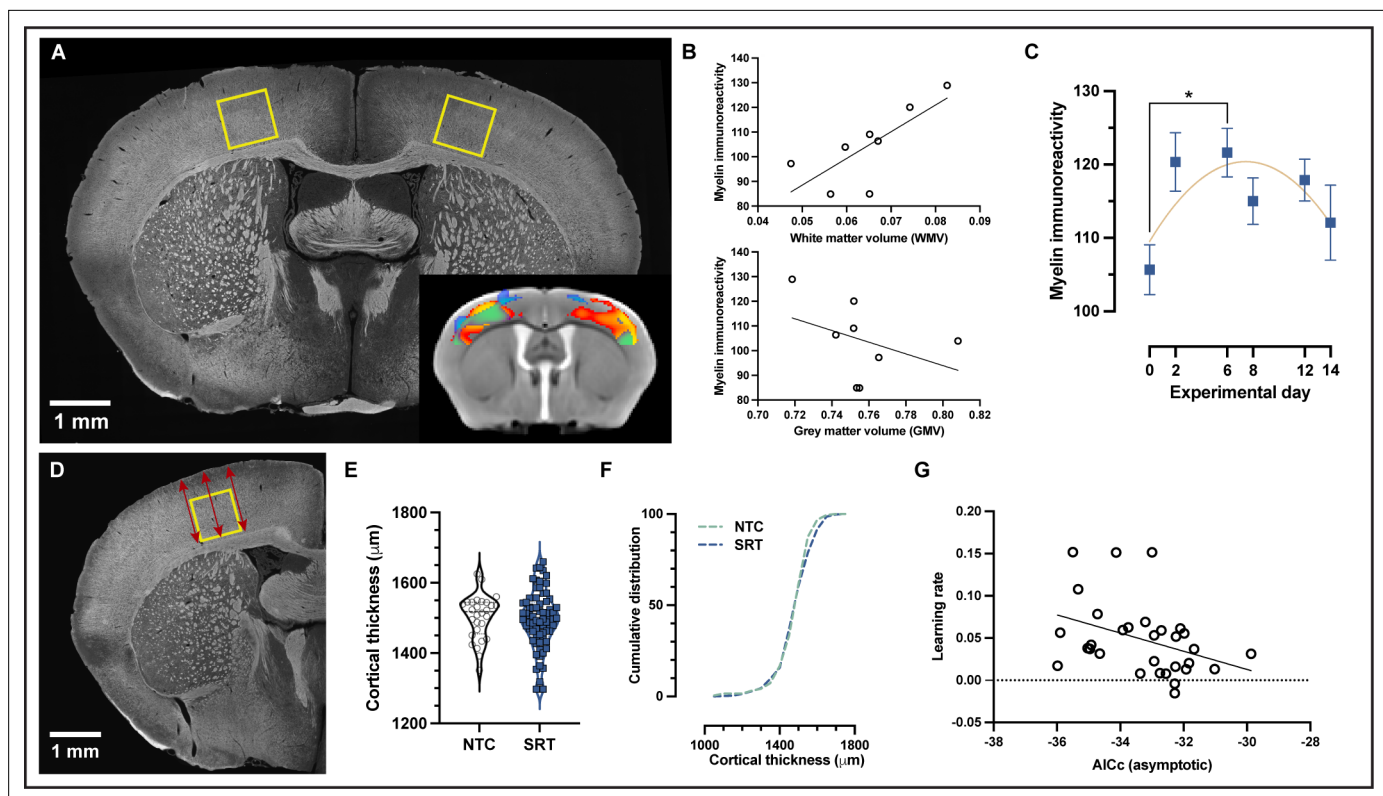 A
1 mm
B
Myelin immunoreactivity
140
130
120
110
100
90
80
0.04 0.05 0.06 0.07 0.08 0.09
White matter volume (WMV)
Myelin immunoreactivity
140
130
120
110
100
90
80
0.70 0.72 0.74 0.76 0.78 0.80 0.82
Grey matter volume (GMV)
C
Myelin immunoreactivity
130
120
110
100
*
0 2 6 8 12 14
Experimental day
D
1 mm
E
Cortical thickness (μm)
1800
1600
1400
1200
NTC SRT
F
Cumulative distribution
100
50
0
NTC
SRT
1000 1400 1800
Cortical thickness (μm)
G
Learning rate
0.20
0.15
0.10
0.05
0.00
-0.05
-38 -36 -34 -32 -30 -28
AICc (asymptotic)